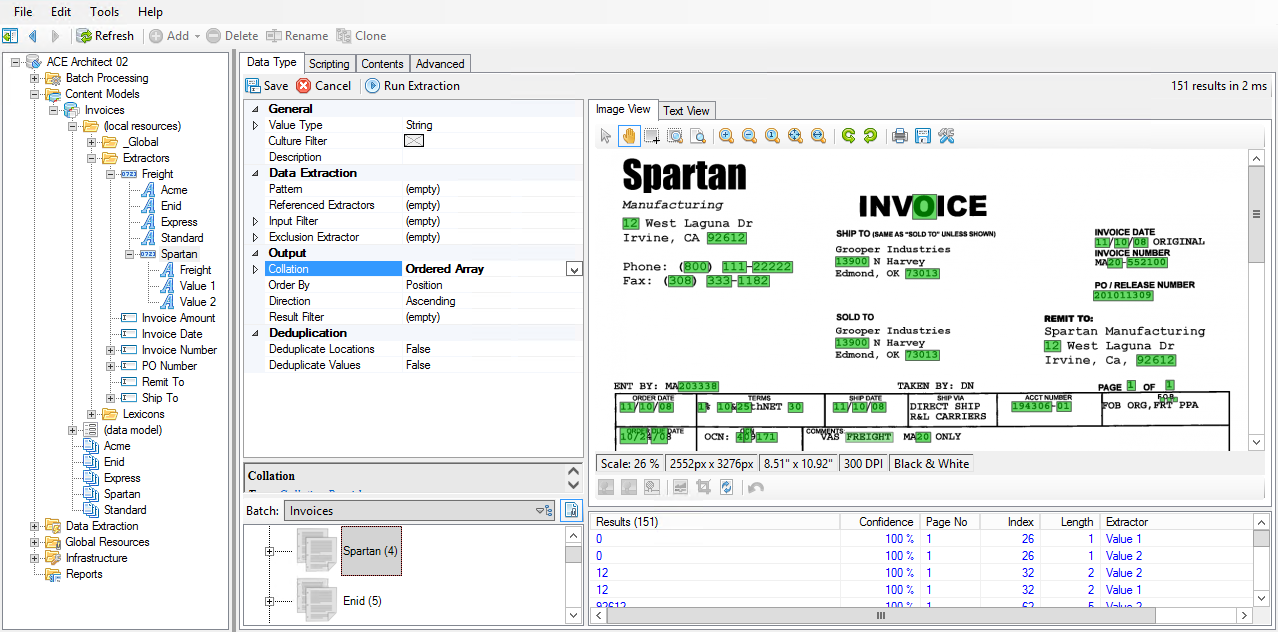 File Edit Tools Help
Refresh Add Delete Rename Clone
ACE Architect 02
Batch Processing
Content Models
Invoices
(local resources)
_Global
Extractors
Freight
Acme
Enid
Express
Standard
Spartan
Freight
Value 1
Value 2
Invoice Amount
Invoice Date
Invoice Number
PO Number
Remit To
Ship To
Lexicons
(data model)
Acme
Enid
Express
Spartan
Standard
Data Extraction
Global Resources
Infrastructure
Reports
Data Type Scripting Contents Advanced
Save Cancel Run Extraction 151 results in 2 ms
General
Value Type String
Culture Filter
Description
Data Extraction
Pattern (empty)
Referenced Extractors (empty)
Input Filter (empty)
Exclusion Extractor (empty)
Output
Collation Ordered Array
Order By Position
Direction Ascending
Result Filter (empty)
Deduplication
Deduplicate Locations False
Deduplicate Values False
Collation
Batch: Invoices
Spartan (4)
Enid (5)
Image View Text View
Spartan
Manufacturing
12 West Laguna Dr
Irvine, CA 92612
Phone: (800) 111-22222
Fax: (308) 333-1182
INVOICE
SHIP TO (SAME AS "SOLD TO" UNLESS SHOWN)
Grooper Industries
13900 N Harvey
Edmond, OK 73013
INVOICE DATE
11/10/08 ORIGINAL
INVOICE NUMBER
MA20-552100
PO / RELEASE NUMBER
201011309
SOLD TO
Grooper Industries
13900 N Harvey
Edmond, OK 73013
REMIT TO:
Spartan Manufacturing
12 West Laguna Dr
Irvine, Ca, 92612
ENT BY: MA203338 TAKEN BY: DN PAGE 1 OF 1
ORDER DATE TERMS SHIP DATE SHIP VIA ACCT NUMBER F.O.B.
11/10/08 1% 10&25thNET 30 11/10/08 DIRECT SHIP 194306-01 FOB ORG,FRT PPA
R&L CARRIERS
DATE COMMENTS
10/24/08 OCN: 409171 VAS FREIGHT MA20 ONLY
Scale: 26 % 2552px x 3276px 8.51" x 10.92" 300 DPI Black & White
Results (151) Confidence Page No Index Length Extractor
0 100 % 1 26 1 Value 1
0 100 % 1 26 1 Value 2
12 100 % 1 32 2 Value 2
12 100 % 1 32 2 Value 1
92612 100 % 1 62 5 Value 2